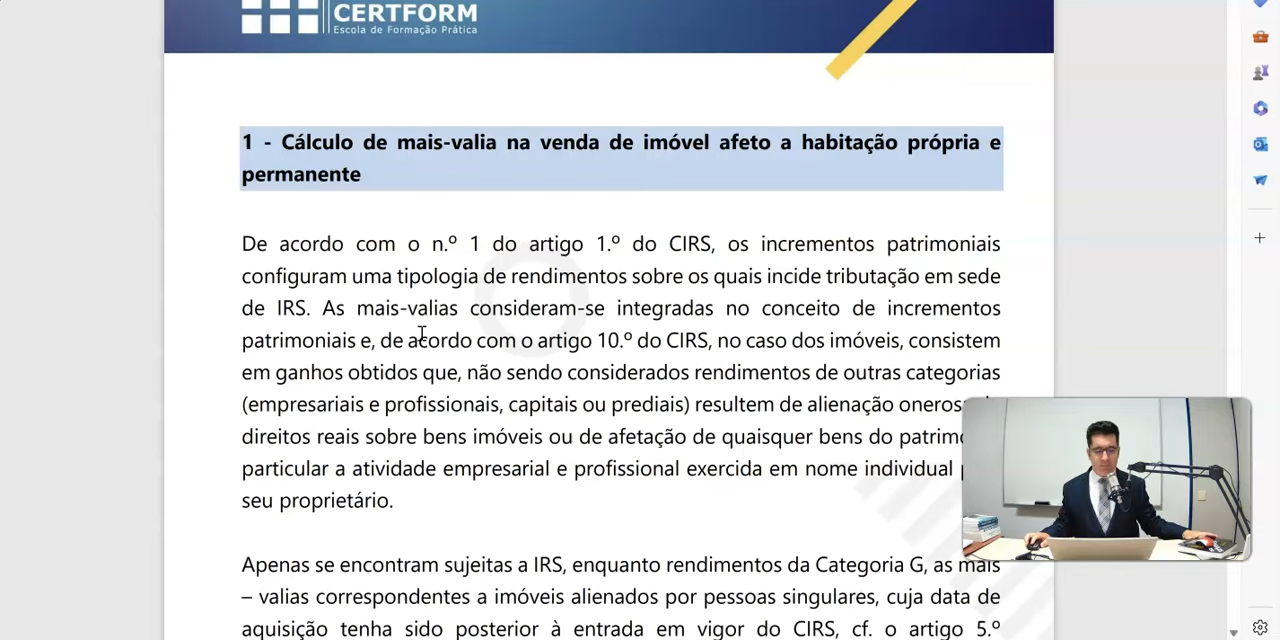 CERTFORM
Escola de Formação Prática
1 - Cálculo de mais-valia na venda de imóvel afeto a habitação própria e
permanente
De acordo com o n.º 1 do artigo 1.º do CIRS, os incrementos patrimoniais
configuram uma tipologia de rendimentos sobre os quais incide tributação em sede
de IRS. As mais-valias consideram-se integradas no conceito de incrementos
patrimoniais e, de acordo com o artigo 10.º do CIRS, no caso dos imóveis, consistem
em ganhos obtidos que, não sendo considerados rendimentos de outras categorias
(empresariais e profissionais, capitais ou prediais) resultem de alienação
direitos reais sobre bens imóveis ou de afetação de quaisquer bens do
particular a atividade empresarial e profissional exercida em nome individual
seu proprietário.
Apenas se encontram sujeitas a IRS, enquanto rendimentos da Categoria G, as mais
– valias correspondentes a imóveis alienados por pessoas singulares, cuja data de
aquisição tenha sido posterior à entrada em vigor do CIRS, cf. o artigo 5.º